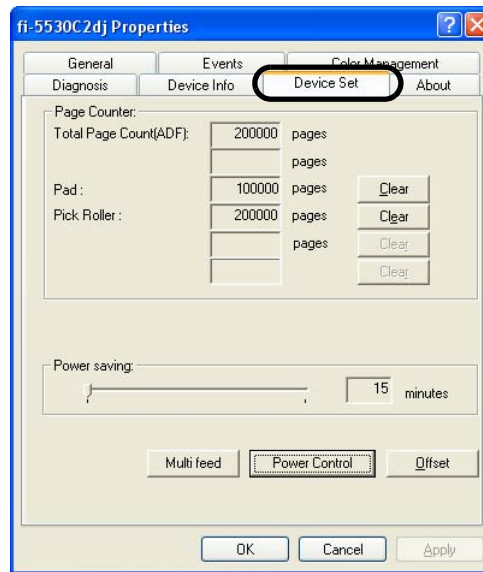 fi-5530C2dj Properties
General Events Color Management
Diagnosis Device Info Device Set About
Page Counter:
Total Page Count(ADF): 200000 pages
pages
Pad : 100000 pages Clear
Pick Roller : 200000 pages Clear
pages Clear
Clear
Power saving:
15 minutes
Multi feed Power Control Offset
OK Cancel Apply